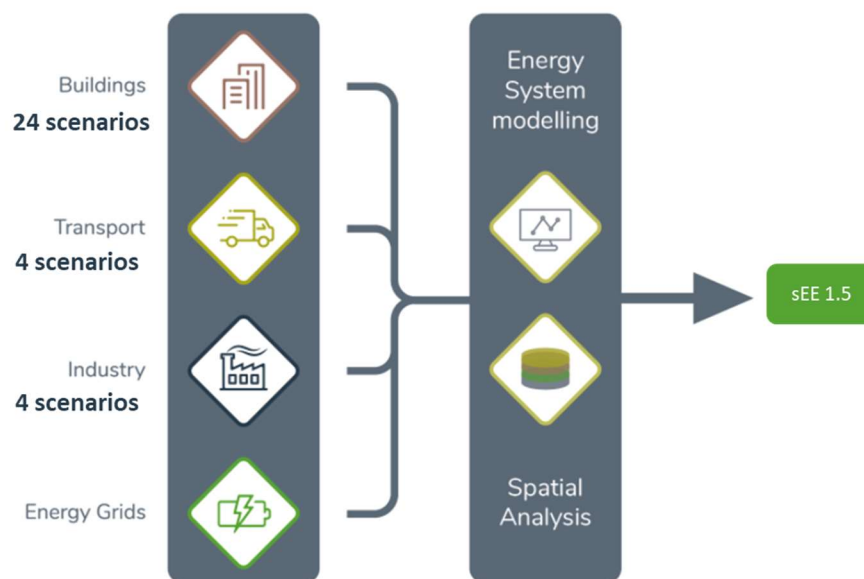 Buildings
24 scenarios
Transport
4 scenarios
Industry
4 scenarios
Energy Grids
Energy
System
modelling
Spatial
Analysis
sEE 1.5